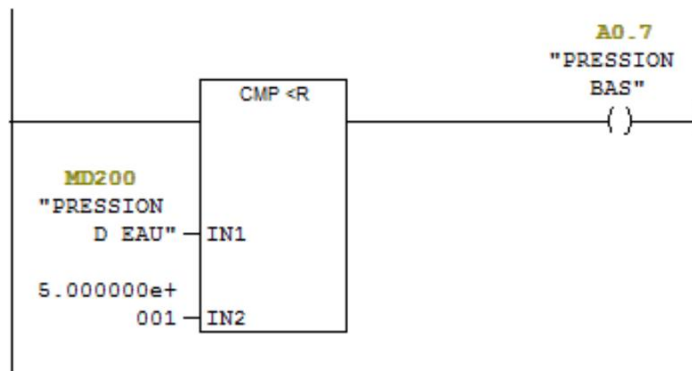 A0.7
"PRESSION
BAS"
CMP <R
MD200
"PRESSION
D EAU"
IN1
5.000000e+
001
IN2